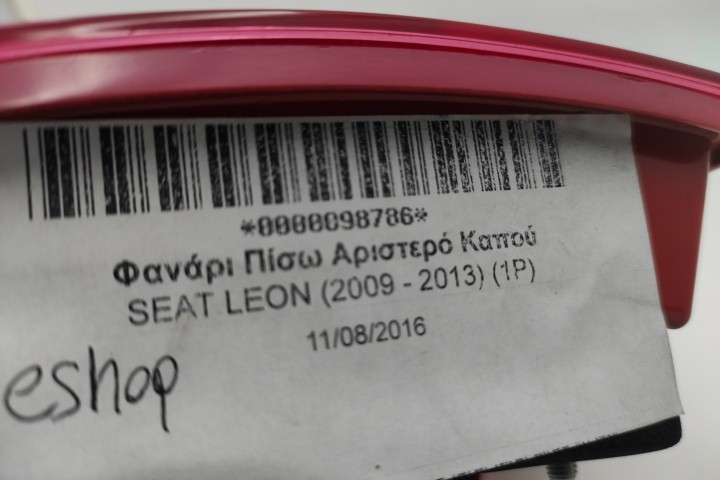 *0000098786*
Φανάρι Πίσω Αριστερό Καπού
SEAT LEON (2009 - 2013) (1P)
11/08/2016
eshop